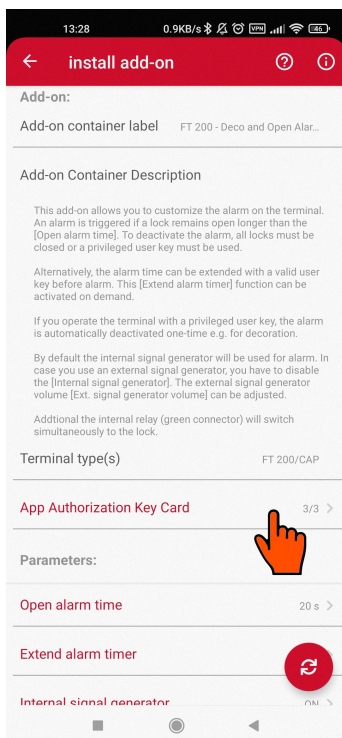 13:28 0.9KB/s VPN 46
install add-on
Add-on:
Add-on container label FT 200 - Deco and Open Alar...
Add-on Container Description
This add-on allows you to customize the alarm on the terminal.
An alarm is triggered if a lock remains open longer than the
[Open alarm time]. To deactivate the alarm, all locks must be
closed or a privileged user key must be used.
Alternatively, the alarm time can be extended with a valid user
key before alarm. This [Extend alarm timer] function can be
activated on demand.
If you operate the terminal with a privileged user key, the alarm
is automatically deactivated one-time e.g. for decoration.
By default the internal signal generator will be used for alarm. In
case you use an external signal generator, you have to disable
the [Internal signal generator]. The external signal generator
volume [Ext. signal generator volume] can be adjusted.
Addtional the internal relay (green connector) will switch
simultaneously to the lock.
Terminal type(s) FT 200/CAP
App Authorization Key Card 3/3
Parameters:
Open alarm time 20 s
Extend alarm timer
Internal signal generator ON